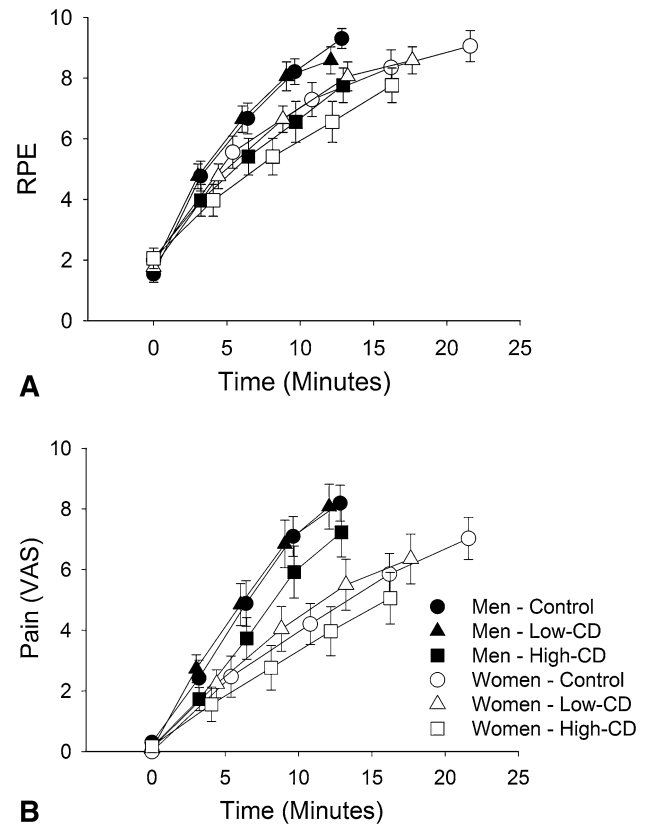 10
8
6
4
2
0
RPE
0 5 10 15 20 25
Time (Minutes)
A
10
8
6
4
2
0
Pain (VAS)
Men - Control
Men - Low-CD
Men - High-CD
Women - Control
Women - Low-CD
Women - High-CD
0 5 10 15 20 25
Time (Minutes)
B